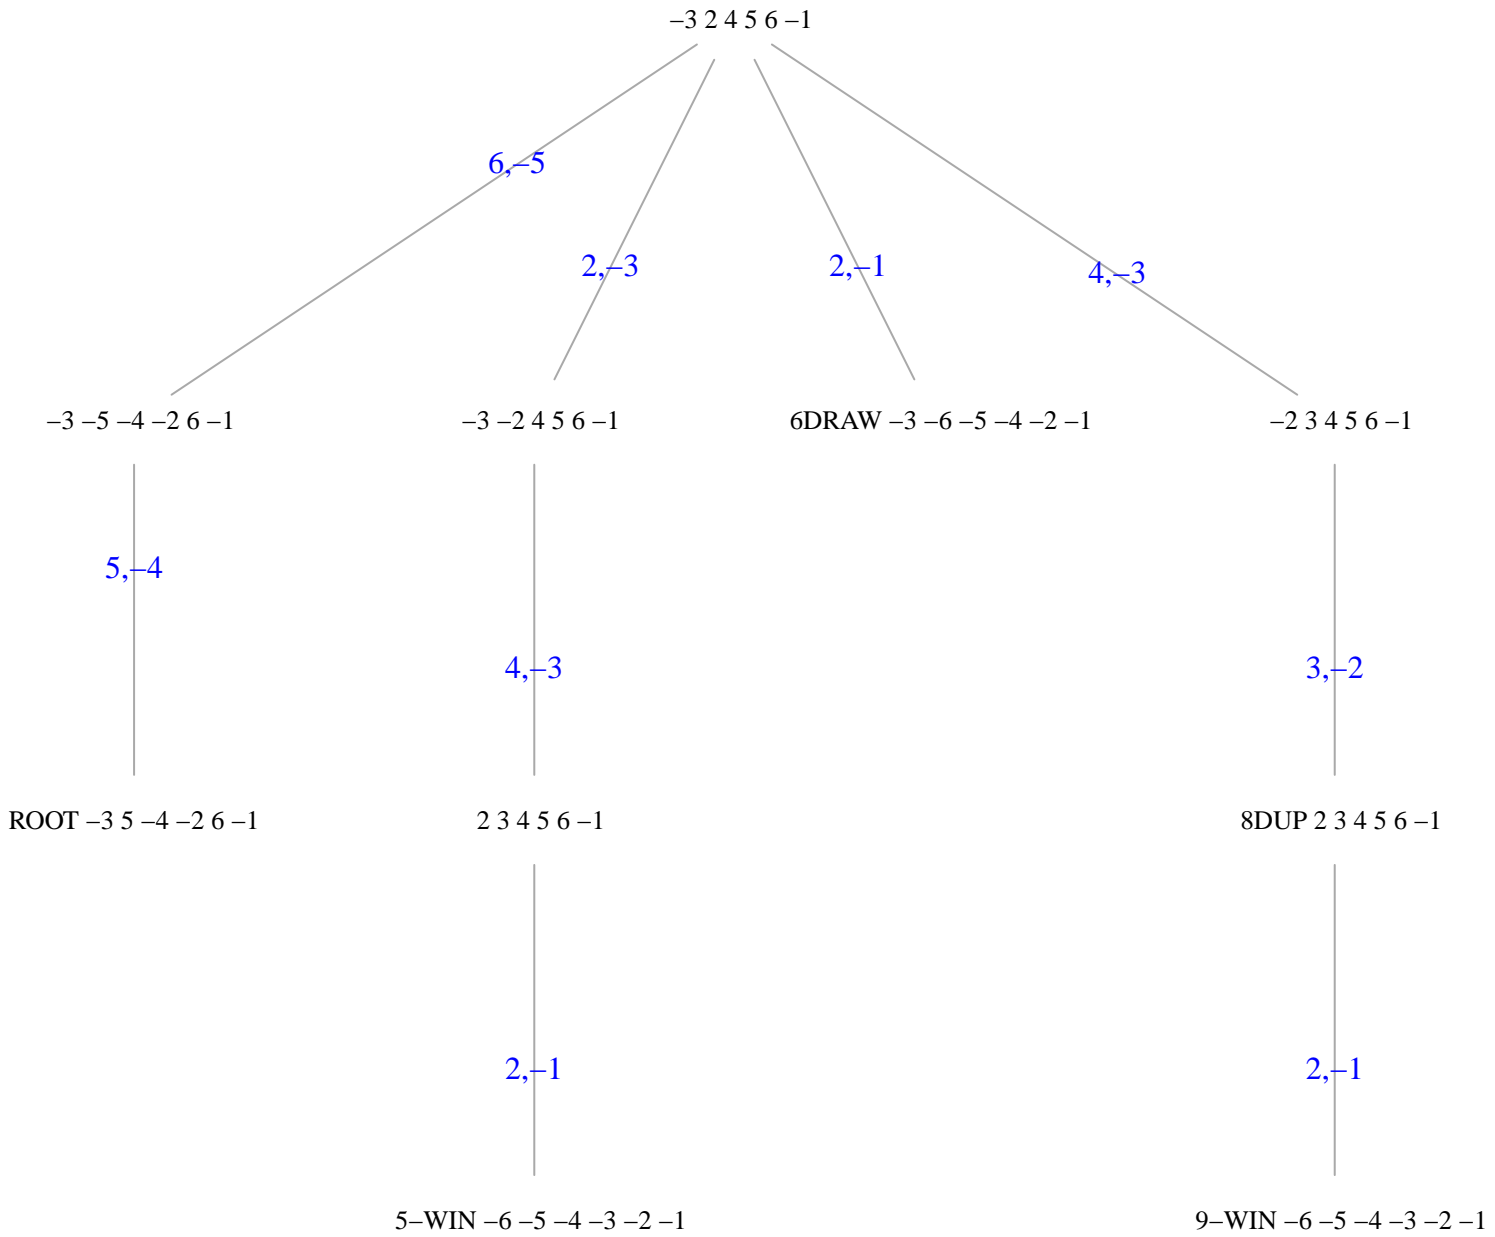 –3 2 4 5 6 –1
6,–5
2,–3
2,–1
4,–3
–3 –5 –4 –2 6 –1
–3 –2 4 5 6 –1
6DRAW –3 –6 –5 –4 –2 –1
–2 3 4 5 6 –1
5,–4
4,–3
3,–2
ROOT –3 5 –4 –2 6 –1
2 3 4 5 6 –1
8DUP 2 3 4 5 6 –1
2,–1
2,–1
5–WIN –6 –5 –4 –3 –2 –1
9–WIN –6 –5 –4 –3 –2 –1